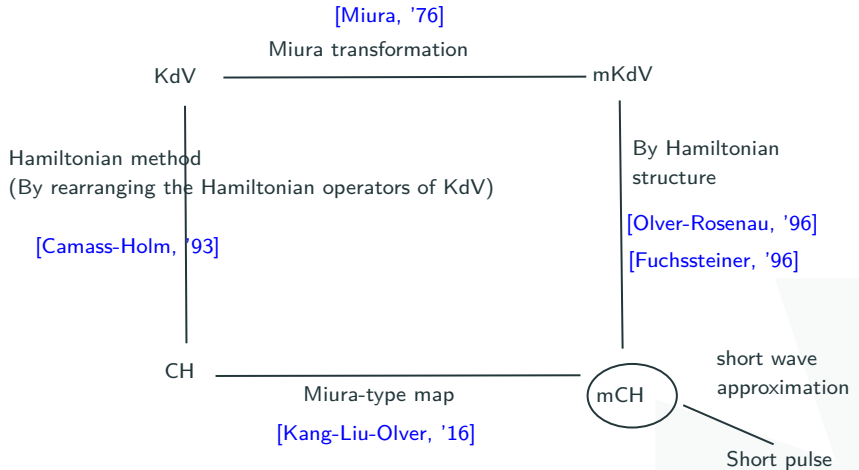 [Miura, '76]
Miura transformation
KdV
mKdV
Hamiltonian method
(By rearranging the Hamiltonian operators of KdV)
[Camass-Holm, '93]
By Hamiltonian
structure
[Olver-Rosenau, '96]
[Fuchssteiner, '96]
CH
Miura-type map
[Kang-Liu-Olver, '16]
mCH
short wave
approximation
Short pulse